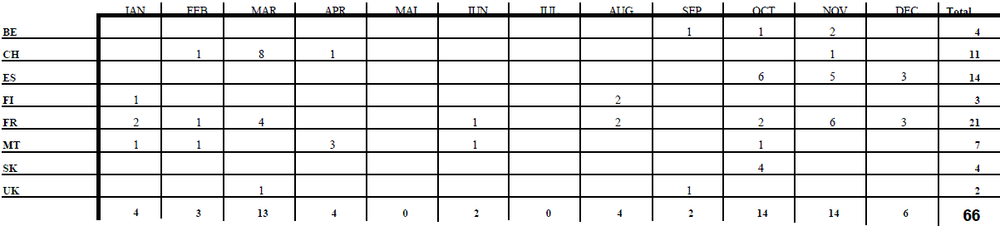 JAN FEB MAR APR MAI JUN JUL AUG SEP OCT NOV DEC Total
BE 1 1 2 4
CH 1 8 1 1 11
ES 6 5 3 14
FI 1 2 3
FR 2 1 4 1 2 2 6 3 21
MT 1 1 3 1 1 7
SK 4 4
UK 1 1 2
4 3 13 4 0 2 0 4 2 14 14 6 66